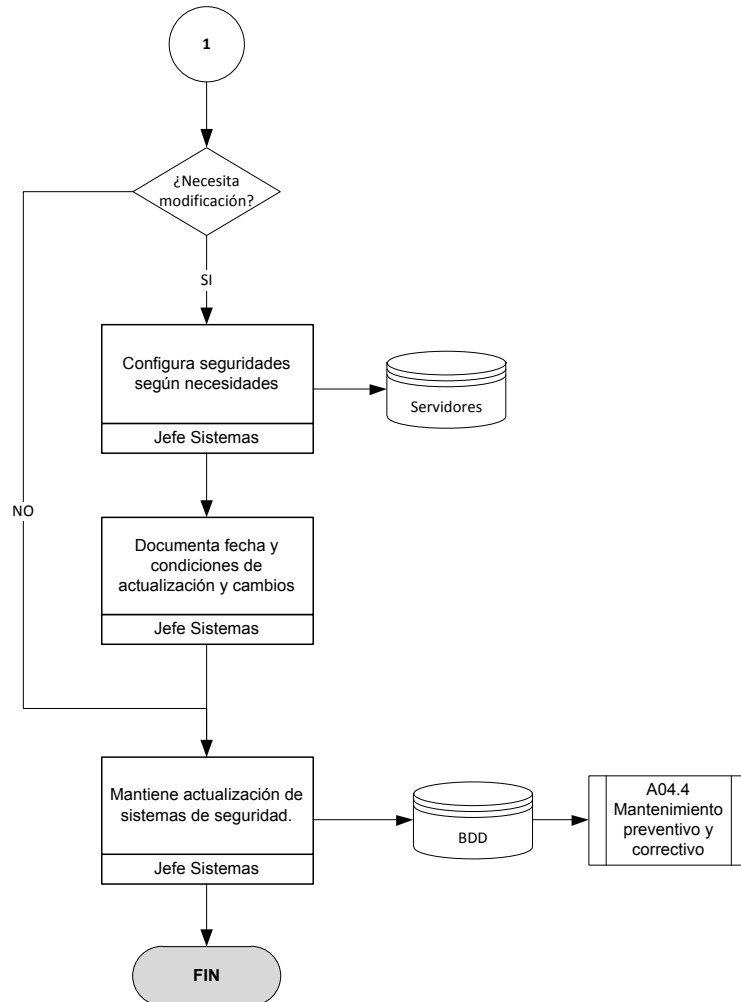 1
¿Necesita
modificación?
SI
Configura seguridades
según necesidades
Jefe Sistemas
Servidores
NO
Documenta fecha y
condiciones de
actualización y cambios
Jefe Sistemas
Mantiene actualización de
sistemas de seguridad.
Jefe Sistemas
BDD
A04.4
Mantenimiento
preventivo y
correctivo
FIN